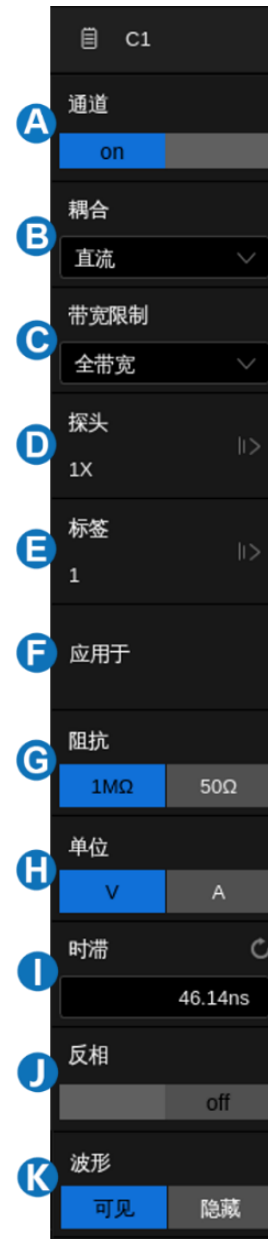 C1
A
通道
on
B
耦合
直流
C
带宽限制
全带宽
D
探头
1X
E
标签
1
F
应用于
G
阻抗
1MΩ 50Ω
H
单位
V A
I
时滞
46.14ns
J
反相
off
K
波形
可见 隐藏